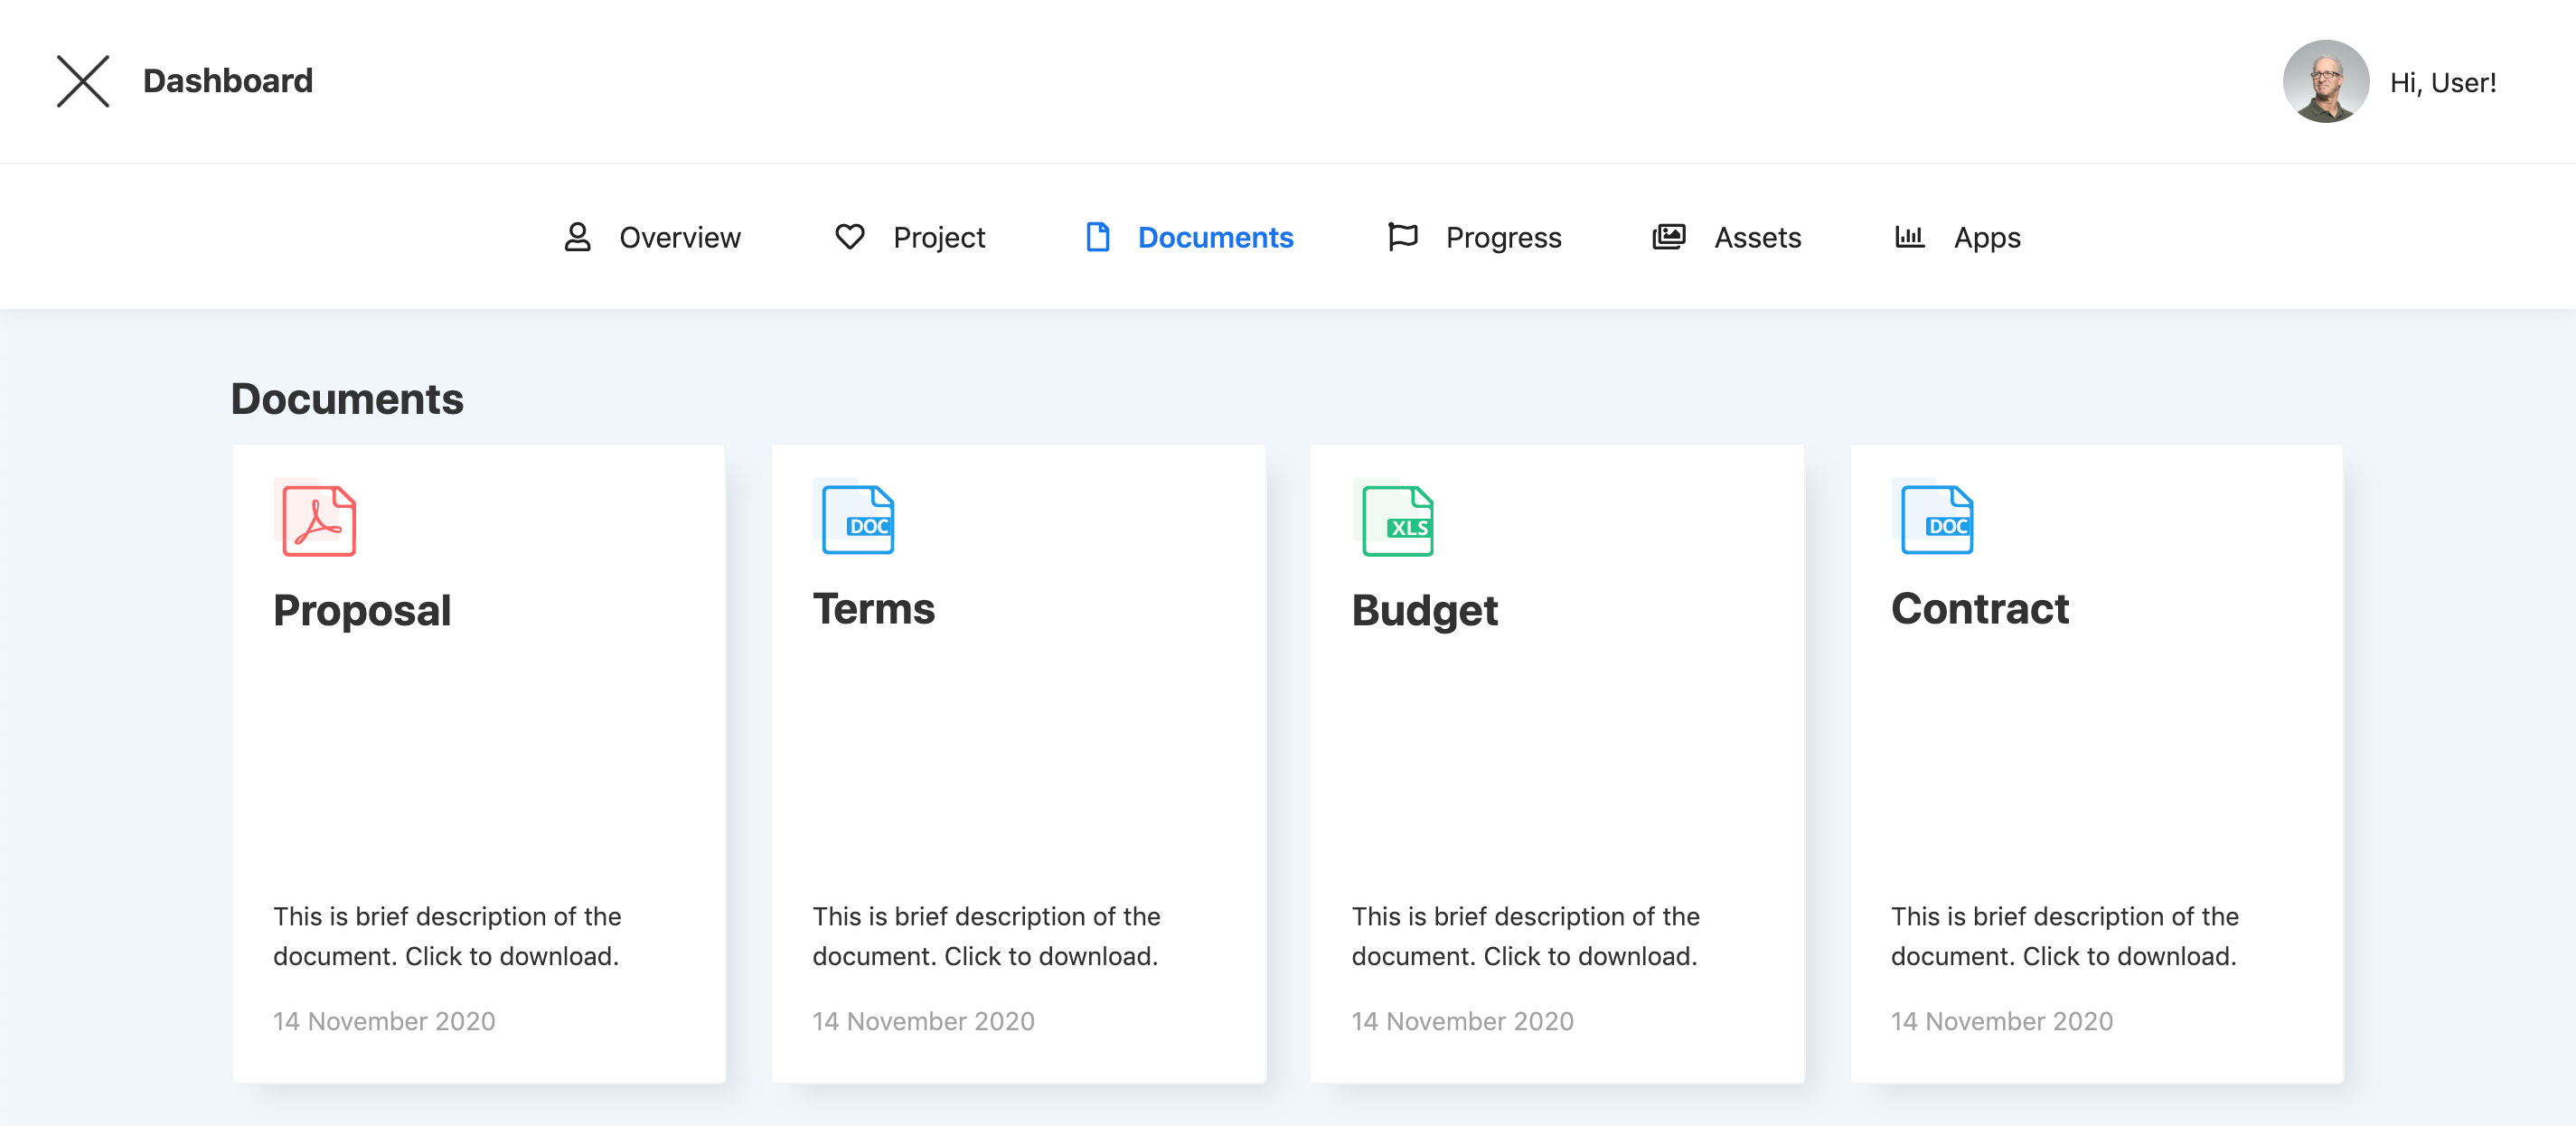 Dashboard
Hi, User!
Overview
Project
Documents
Progress
Assets
Apps
Documents
Proposal
This is brief description of the
document. Click to download.
14 November 2020
DOC
Terms
This is brief description of the
document. Click to download.
14 November 2020
XLS
Budget
This is brief description of the
document. Click to download.
14 November 2020
DOC
Contract
This is brief description of the
document. Click to download.
14 November 2020